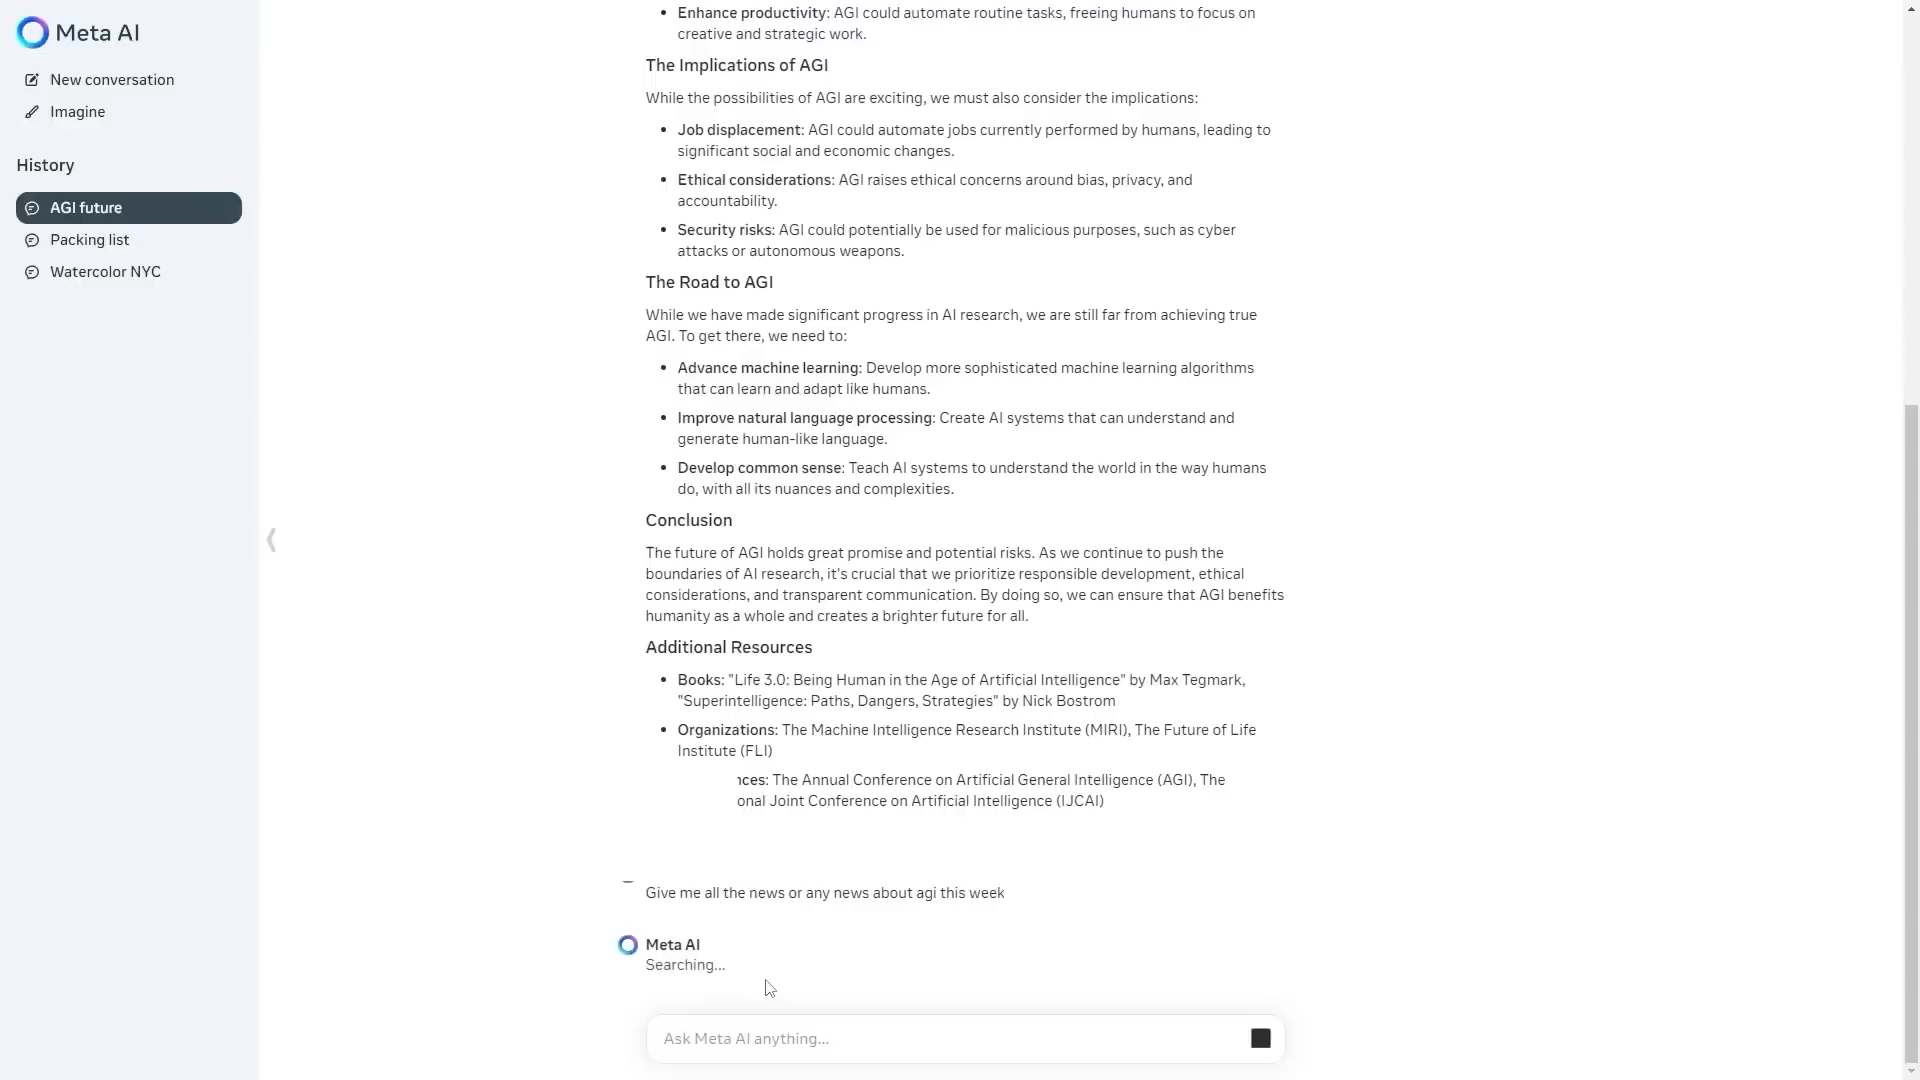 Meta AI
New conversation
Imagine
History
AGI future
Packing list
Watercolor NYC
Enhance productivity: AGI could automate routine tasks, freeing humans to focus on
creative and strategic work.
The Implications of AGI
While the possibilities of AGI are exciting, we must also consider the implications:
Job displacement: AGI could automate jobs currently performed by humans, leading to
significant social and economic changes.
Ethical considerations: AGI raises ethical concerns around bias, privacy, and
accountability.
Security risks: AGI could potentially be used for malicious purposes, such as cyber
attacks or autonomous weapons.
The Road to AGI
While we have made significant progress in AI research, we are still far from achieving true
AGI. To get there, we need to:
Advance machine learning: Develop more sophisticated machine learning algorithms
that can learn and adapt like humans.
Improve natural language processing: Create AI systems that can understand and
generate human-like language.
Develop common sense: Teach AI systems to understand the world in the way humans
do, with all its nuances and complexities.
Conclusion
The future of AGI holds great promise and potential risks. As we continue to push the
boundaries of AI research, it's crucial that we prioritize responsible development, ethical
considerations, and transparent communication. By doing so, we can ensure that AGI benefits
humanity as a whole and creates a brighter future for all.
Additional Resources
Books: "Life 3.0: Being Human in the Age of Artificial Intelligence" by Max Tegmark,
"Superintelligence: Paths, Dangers, Strategies" by Nick Bostrom
Organizations: The Machine Intelligence Research Institute (MIRI), The Future of Life
Institute (FLI)
nces: The Annual Conference on Artificial General Intelligence (AGI), The
onal Joint Conference on Artificial Intelligence (IJCAI)
Give me all the news or any news about agi this week
Meta AI
Searching...
Ask Meta AI anything...